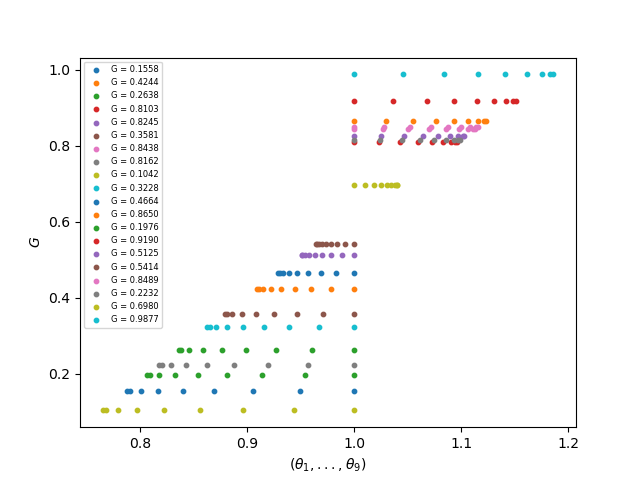 G = 0.1558
G = 0.4244
G = 0.2638
G = 0.8103
G = 0.8245
G = 0.3581
G = 0.8438
G = 0.8162
G = 0.1042
G = 0.3228
G = 0.4664
G = 0.8650
G = 0.1976
G = 0.9190
G = 0.5125
G = 0.5414
G = 0.8489
G = 0.2232
G = 0.6980
G = 0.9877
1.0
0.8
0.6
0.4
0.2
G
0.8 0.9 1.0 1.1 1.2
(θ₁, . . . , θ₉)